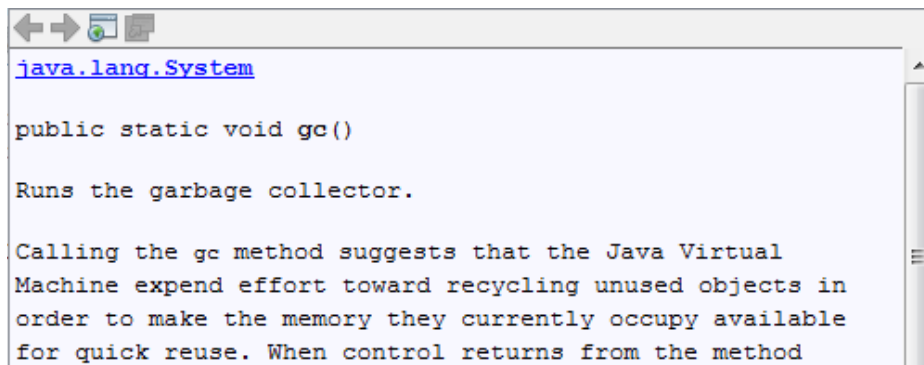 java.lang.System
public static void gc()
Runs the garbage collector.
Calling the gc method suggests that the Java Virtual
Machine expend effort toward recycling unused objects in
order to make the memory they currently occupy available
for quick reuse. When control returns from the method